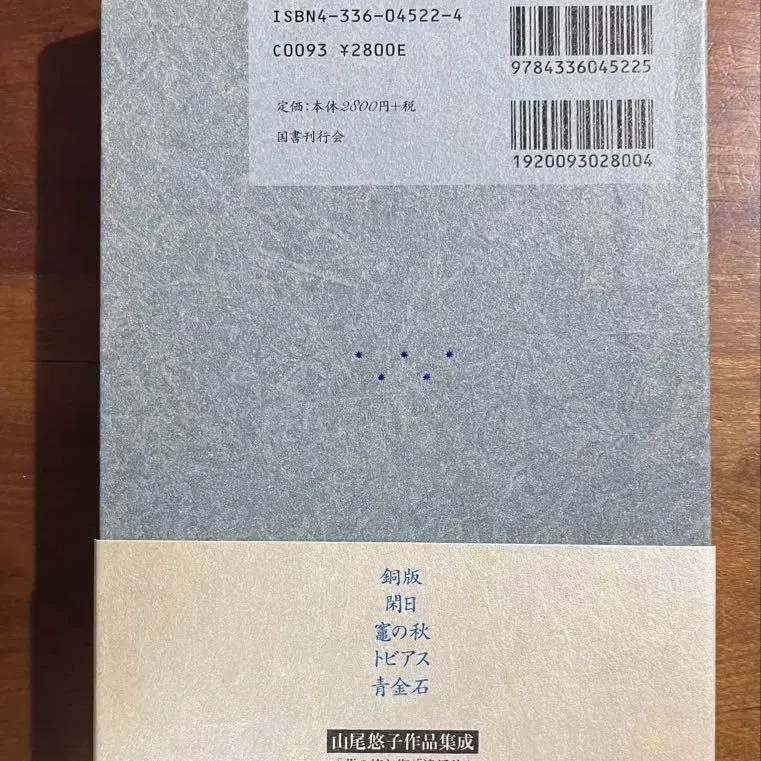 ISBN4-336-04522-4
C0093 ¥2800E
9784336045225
定価:本体2800円+税
国書刊行会
1920093028004
銅版
閑日
竈の秋
トビアス
青金石
山尾悠子作品集成